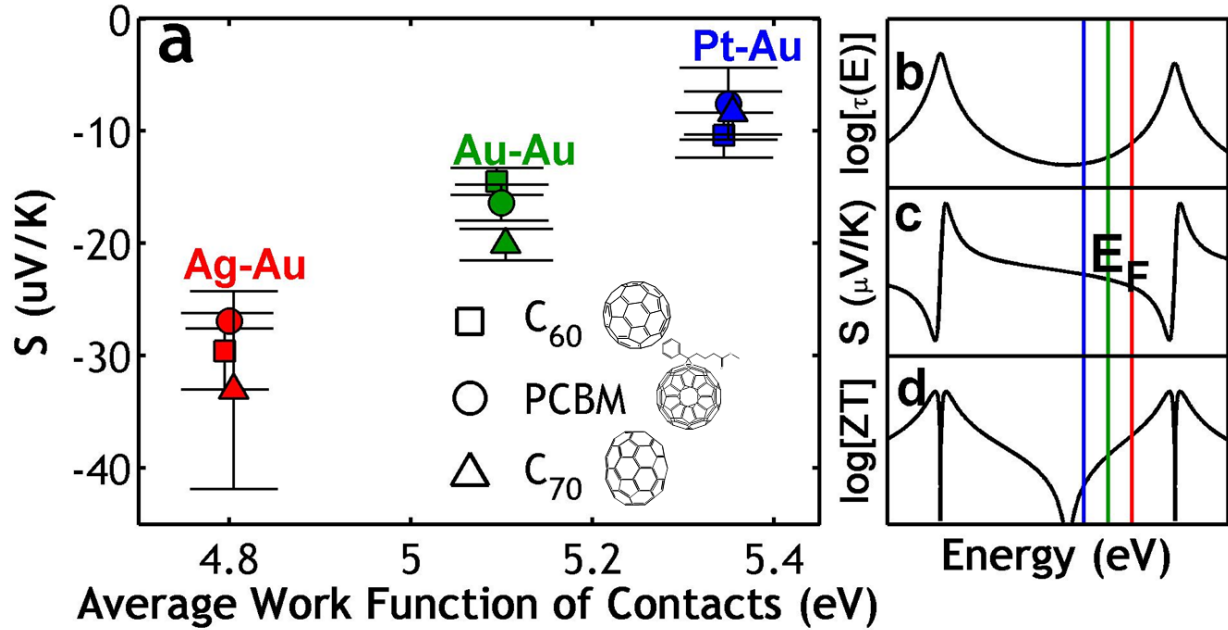 a
S (uV/K)
0
-10
-20
-30
-40
4.8
5
5.2
5.4
Average Work Function of Contacts (eV)
Pt-Au
Au-Au
Ag-Au
C60
PCBM
C70
b
log[τ(E)]
c
S (μV/K)
EF
d
log[ZT]
Energy (eV)